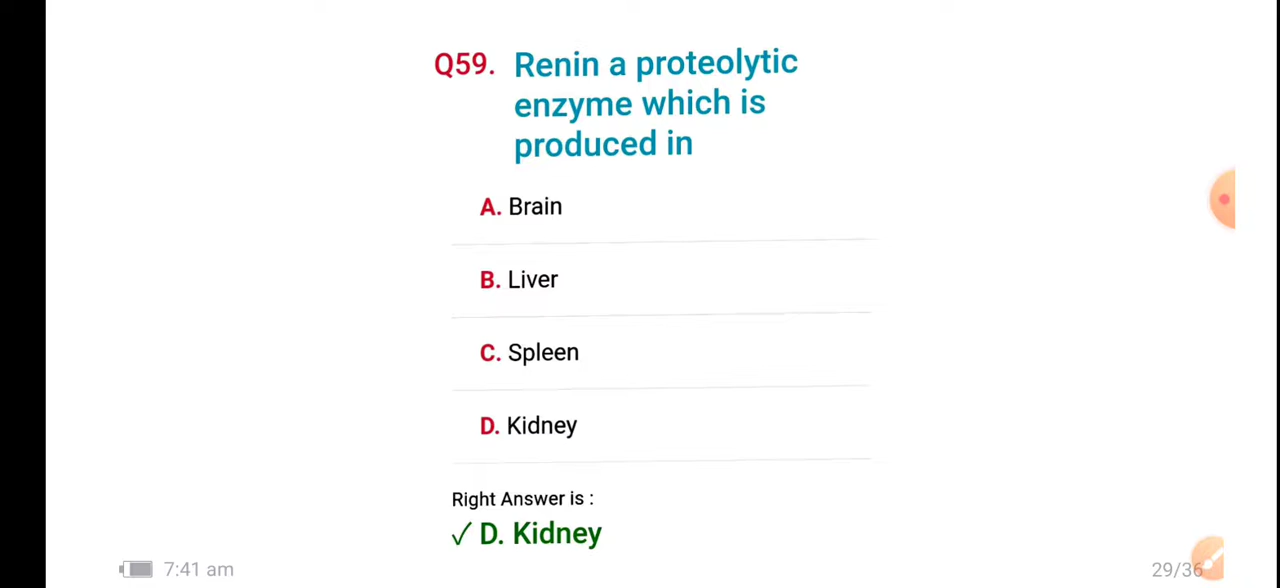 Q59. Renin a proteolytic
enzyme which is
produced in
A. Brain
B. Liver
C. Spleen
D. Kidney
Right Answer is :
✓ D. Kidney
7:41 am
29/36